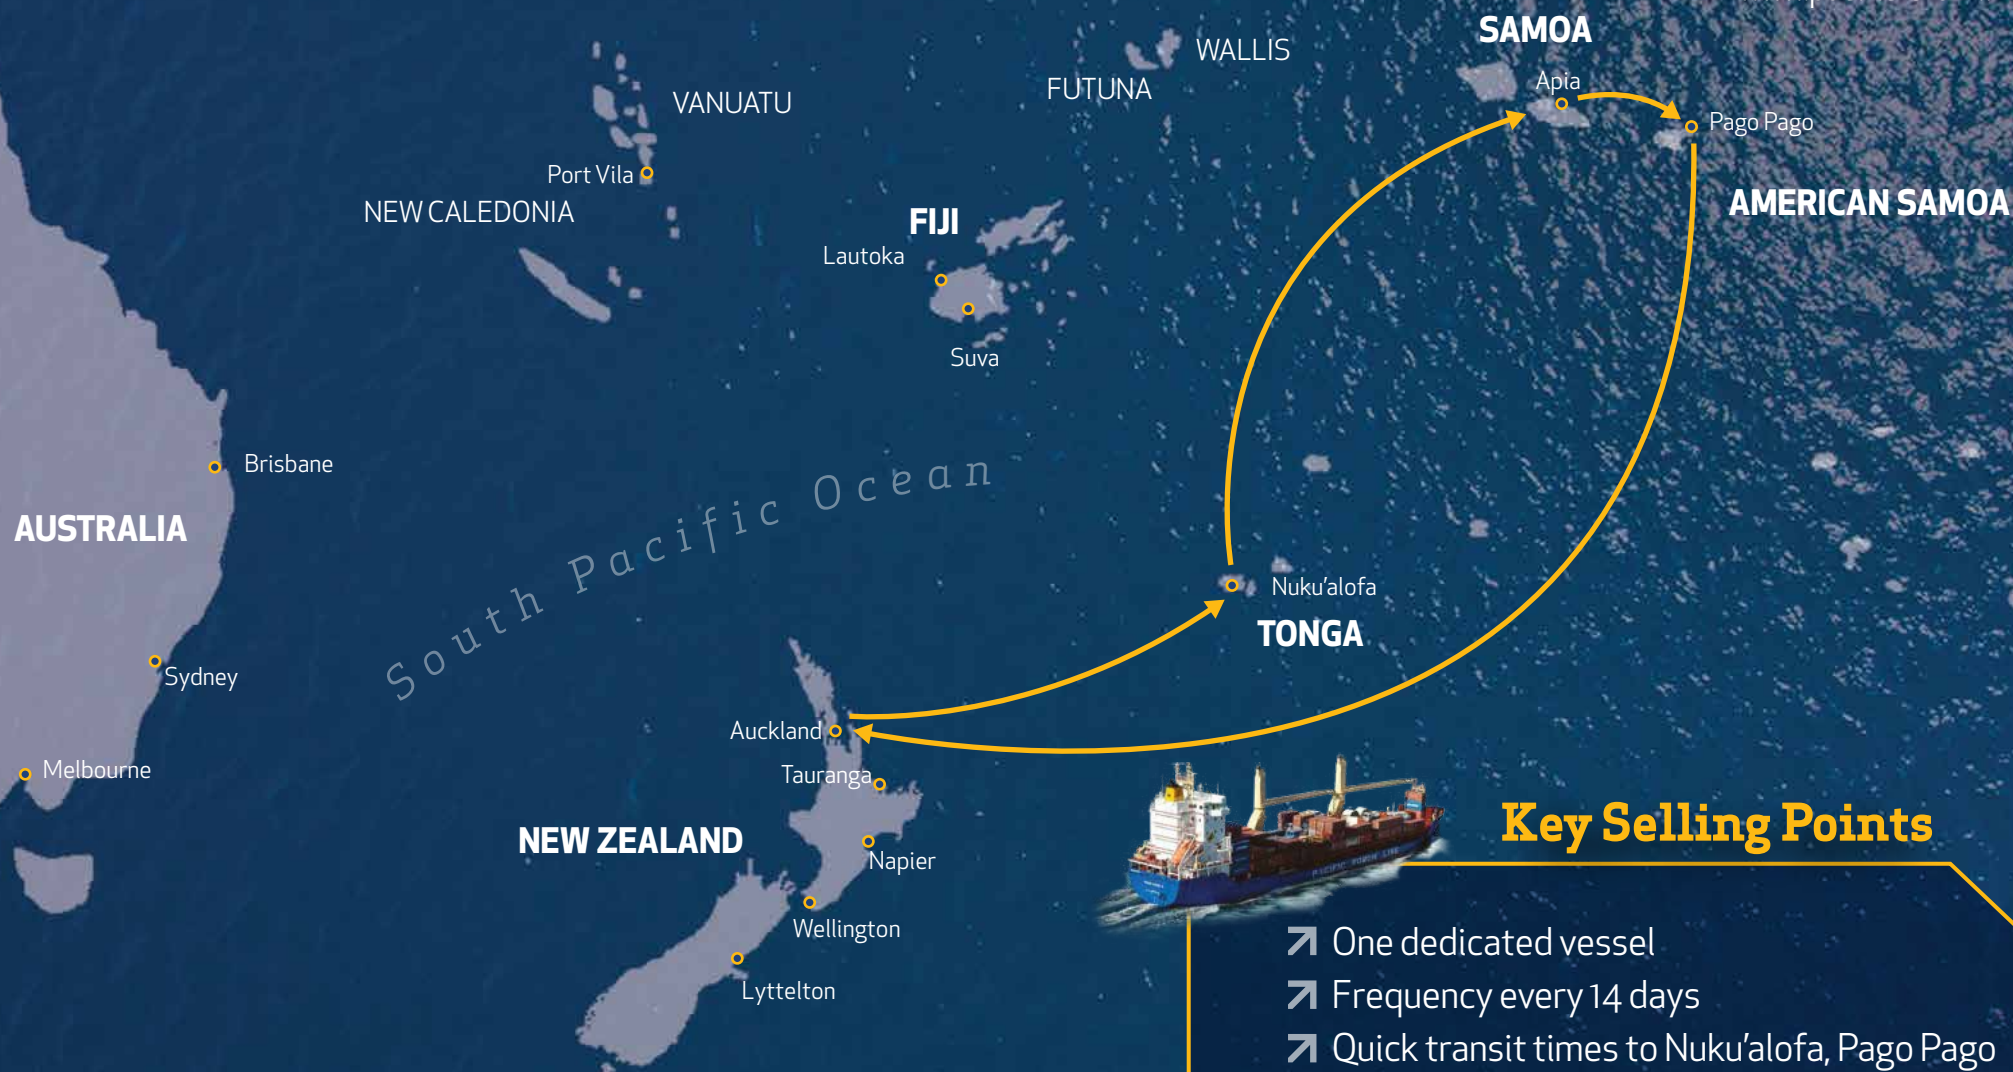 SAMOA
WALLIS
Apia
FUTUNA
VANUATU
Pago Pago
Port Vila
AMERICAN SAMOA
NEW CALEDONIA
FIJI
Lautoka
Suva
Brisbane
South Pacific Ocean
AUSTRALIA
Nuku'alofa
TONGA
Sydney
Auckland
Melbourne
Tauranga
NEW ZEALAND
Napier
Wellington
Lyttelton
Key Selling Points
One dedicated vessel
Frequency every 14 days
Quick transit times to Nuku'alofa, Pago Pago